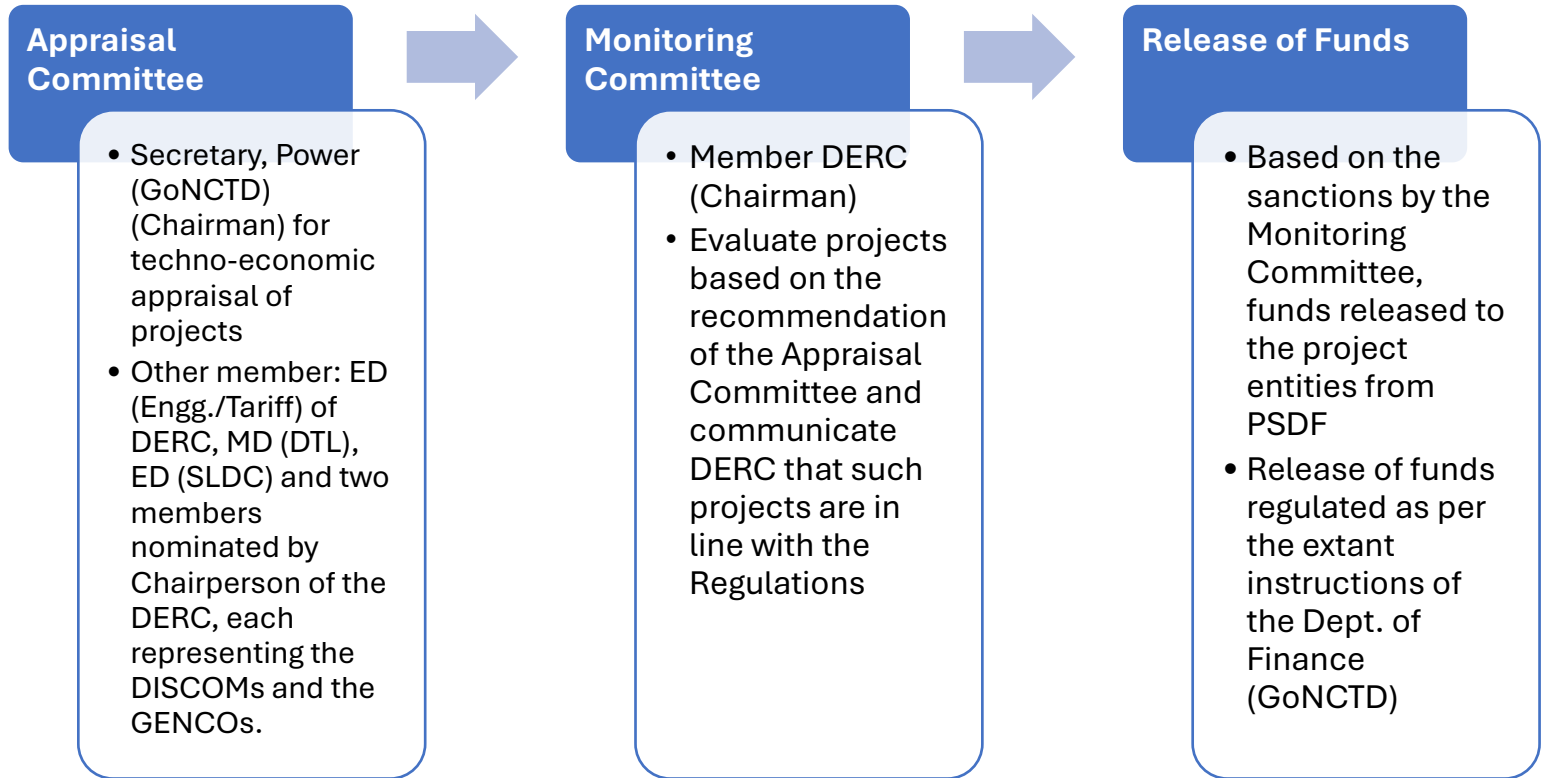 Appraisal
Committee
• Secretary, Power
(GoNCTD)
(Chairman) for
techno-economic
appraisal of
projects
• Other member: ED
(Engg./Tariff) of
DERC, MD (DTL),
ED (SLDC) and two
members
nominated by
Chairperson of the
DERC, each
representing the
DISCOMs and the
GENCOs.
Monitoring
Committee
• Member DERC
(Chairman)
• Evaluate projects
based on the
recommendation
of the Appraisal
Committee and
communicate
DERC that such
projects are in
line with the
Regulations
Release of Funds
• Based on the
sanctions by the
Monitoring
Committee,
funds released to
the project
entities from
PSDF
• Release of funds
regulated as per
the extant
instructions of
the Dept. of
Finance
(GoNCTD)